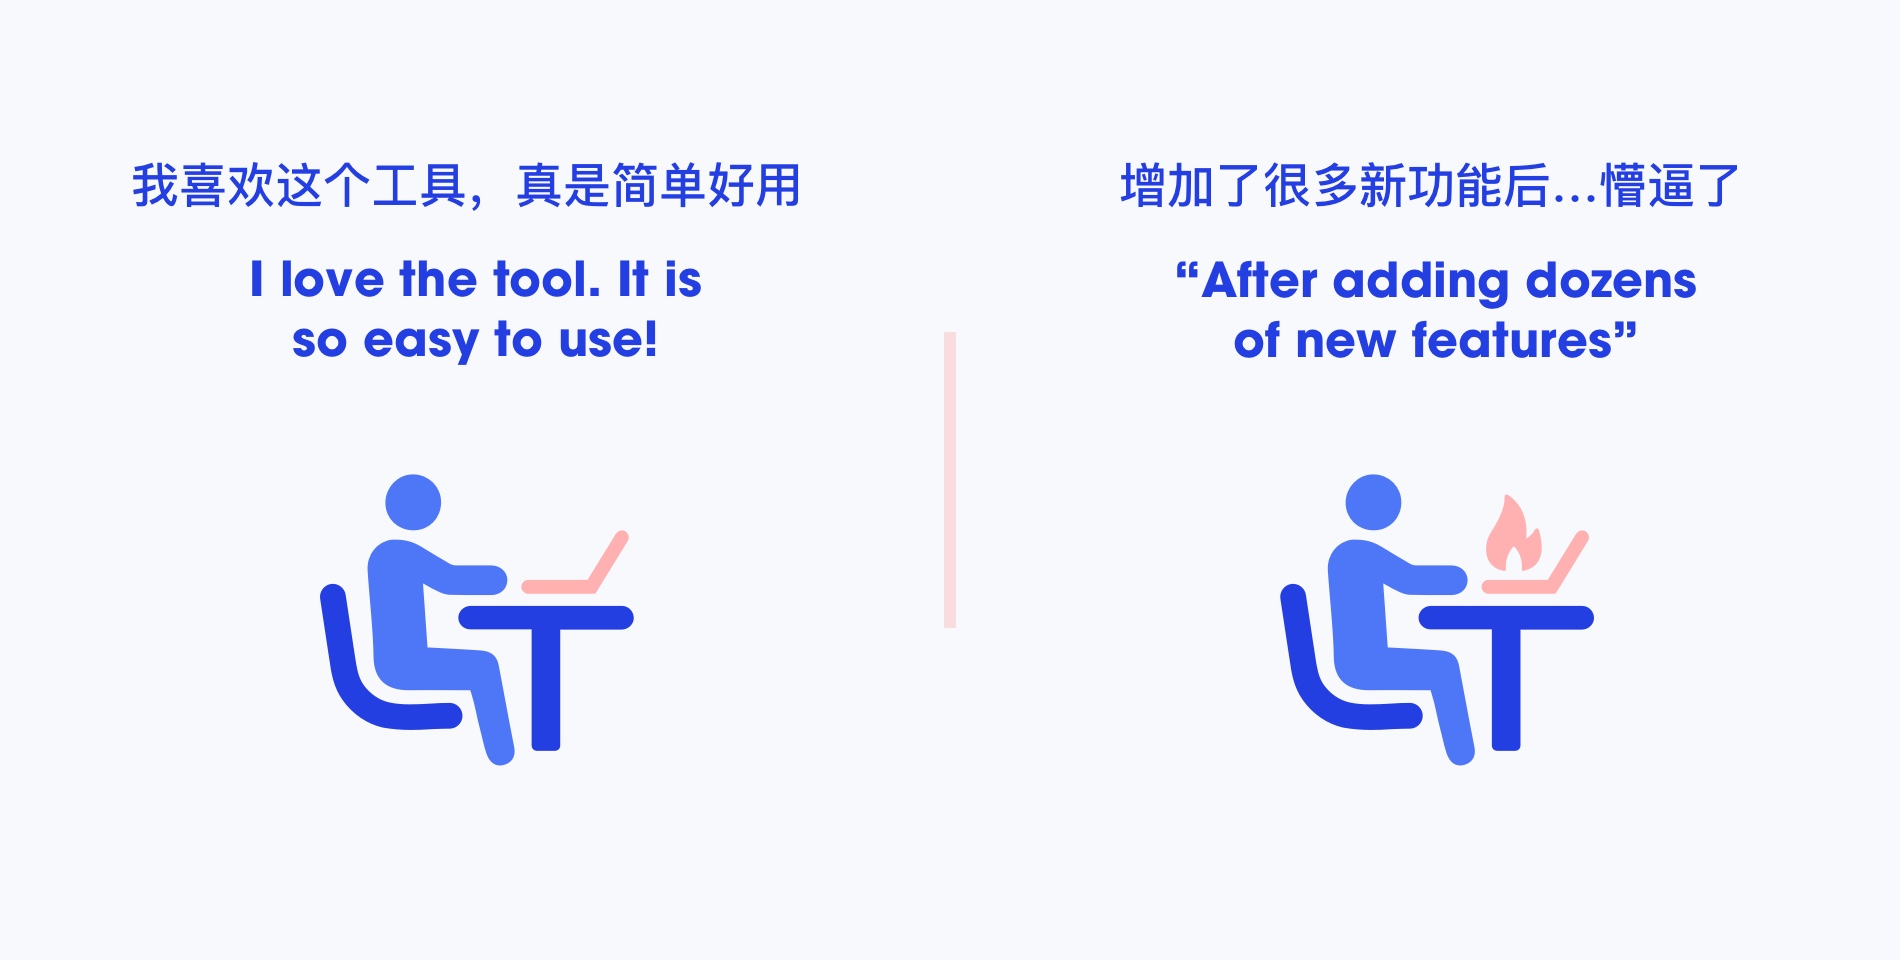 我喜欢这个工具，真是简单好用
I love the tool. It is
so easy to use!
增加了很多新功能后…懵逼了
“After adding dozens
of new features”